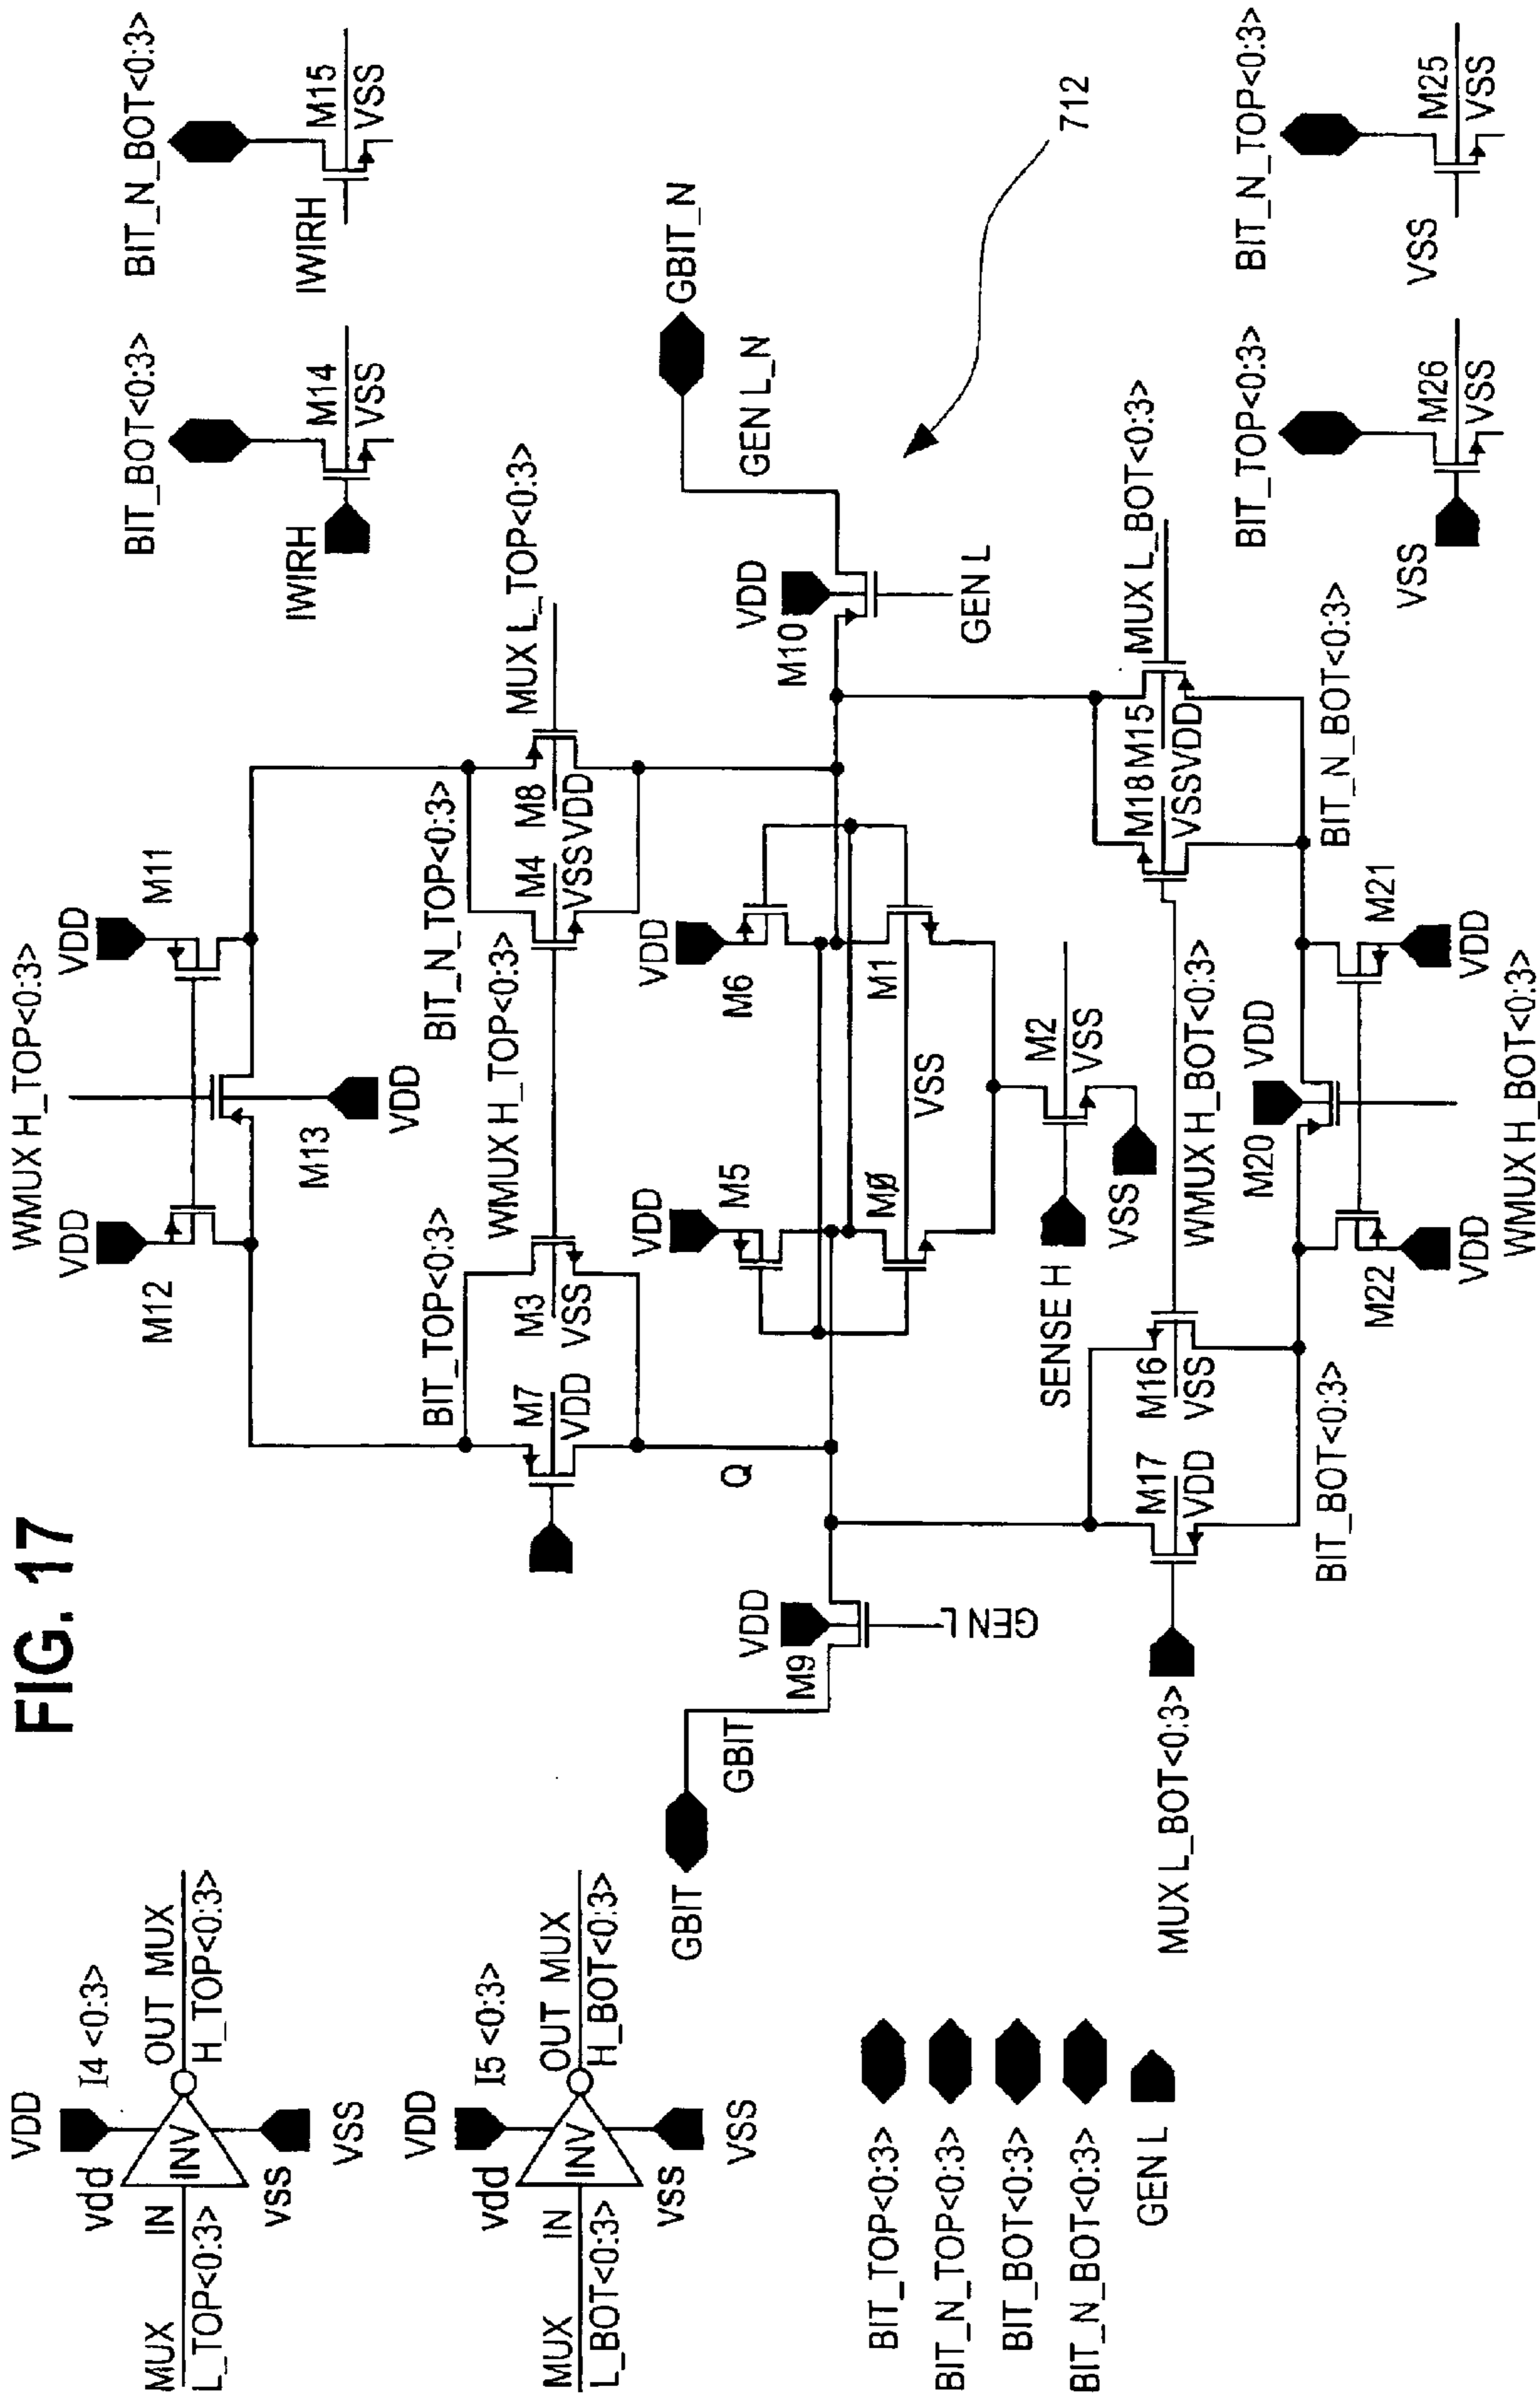 FIG. 17
VDD
I4 <0:3>
vdd
MUX
IN
INV
OUT MUX
L_TOP<0:3>
H_TOP<0:3>
vss
VSS
VDD
I5 <0:3>
vdd
MUX
IN
INV
OUT MUX
L_BOT<0:3>
H_BOT<0:3>
vss
VSS
BIT_TOP<0:3>
BIT_N_TOP<0:3>
BIT_BOT<0:3>
BIT_N_BOT<0:3>
GEN L
WMUX H_TOP<0:3>
VDD
VDD
M12
M11
M13
VDD
BIT_TOP<0:3>
BIT_N_TOP<0:3>
WMUX H_TOP<0:3>
MUX L_TOP<0:3>
M7
VDD
M3
VSS
M4
VSS
M8
VDD
Q
GBIT
GBIT
VDD
M9
GEN L
VDD
M5
VDD
M6
MØ
M1
VSS
SENSE H
M2
VSS
VSS
VDD
M10
GEN L
GEN L_N
GBIT_N
712
MUX L_BOT<0:3>
M17
VDD
M16
VSS
WMUX H_BOT<0:3>
M18
VSS
M15
VDD
MUX L_BOT<0:3>
BIT_BOT<0:3>
BIT_N_BOT<0:3>
M20
VDD
M22
VDD
M21
VDD
WMUX H_BOT<0:3>
BIT_BOT<0:3>
IWIRH
M14
VSS
BIT_N_BOT<0:3>
IWIRH
M15
VSS
BIT_TOP<0:3>
VSS
M26
VSS
BIT_N_TOP<0:3>
VSS
M25
VSS